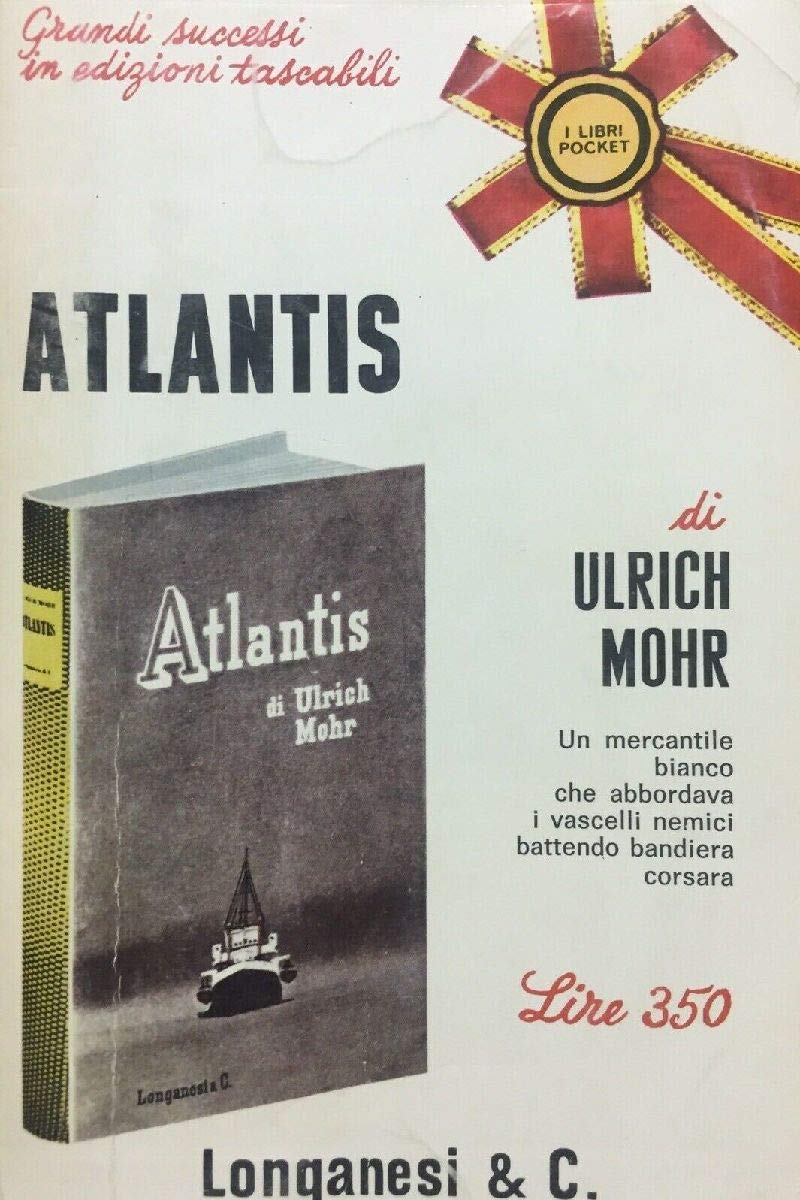 Grandi successi
in edizioni tascabili
I LIBRI
POCKET
ATLANTIS
di
ULRICH
MOHR
Atlantis
di Ulrich
Mohr
ATLANTIS
Un mercantile
bianco
che abbordava
i vascelli nemici
battendo bandiera
corsara
Lire 350
Longanesi & C.
Longanesi & C.